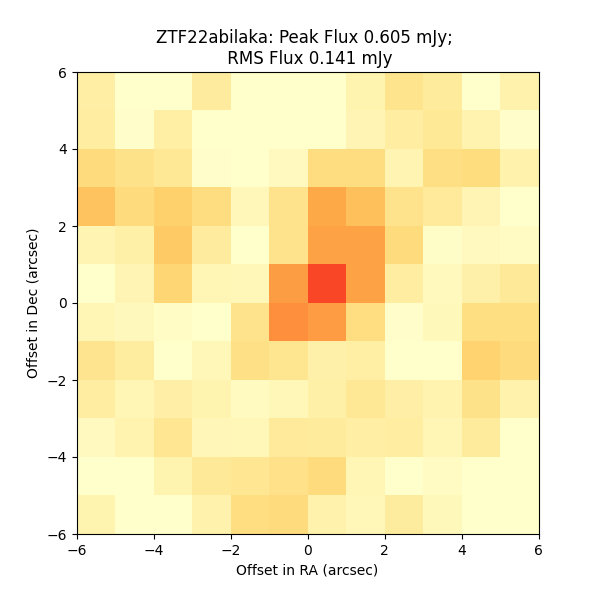 ZTF22abilaka: Peak Flux 0.605 mJy;
RMS Flux 0.141 mJy
6
4
2
0
−2
−4
−6
Offset in Dec (arcsec)
−6 −4 −2 0 2 4 6
Offset in RA (arcsec)